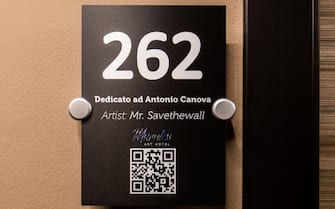 262
Dedicato ad Antonio Canova
Artist: Mr. Savethewall
ART HOTEL